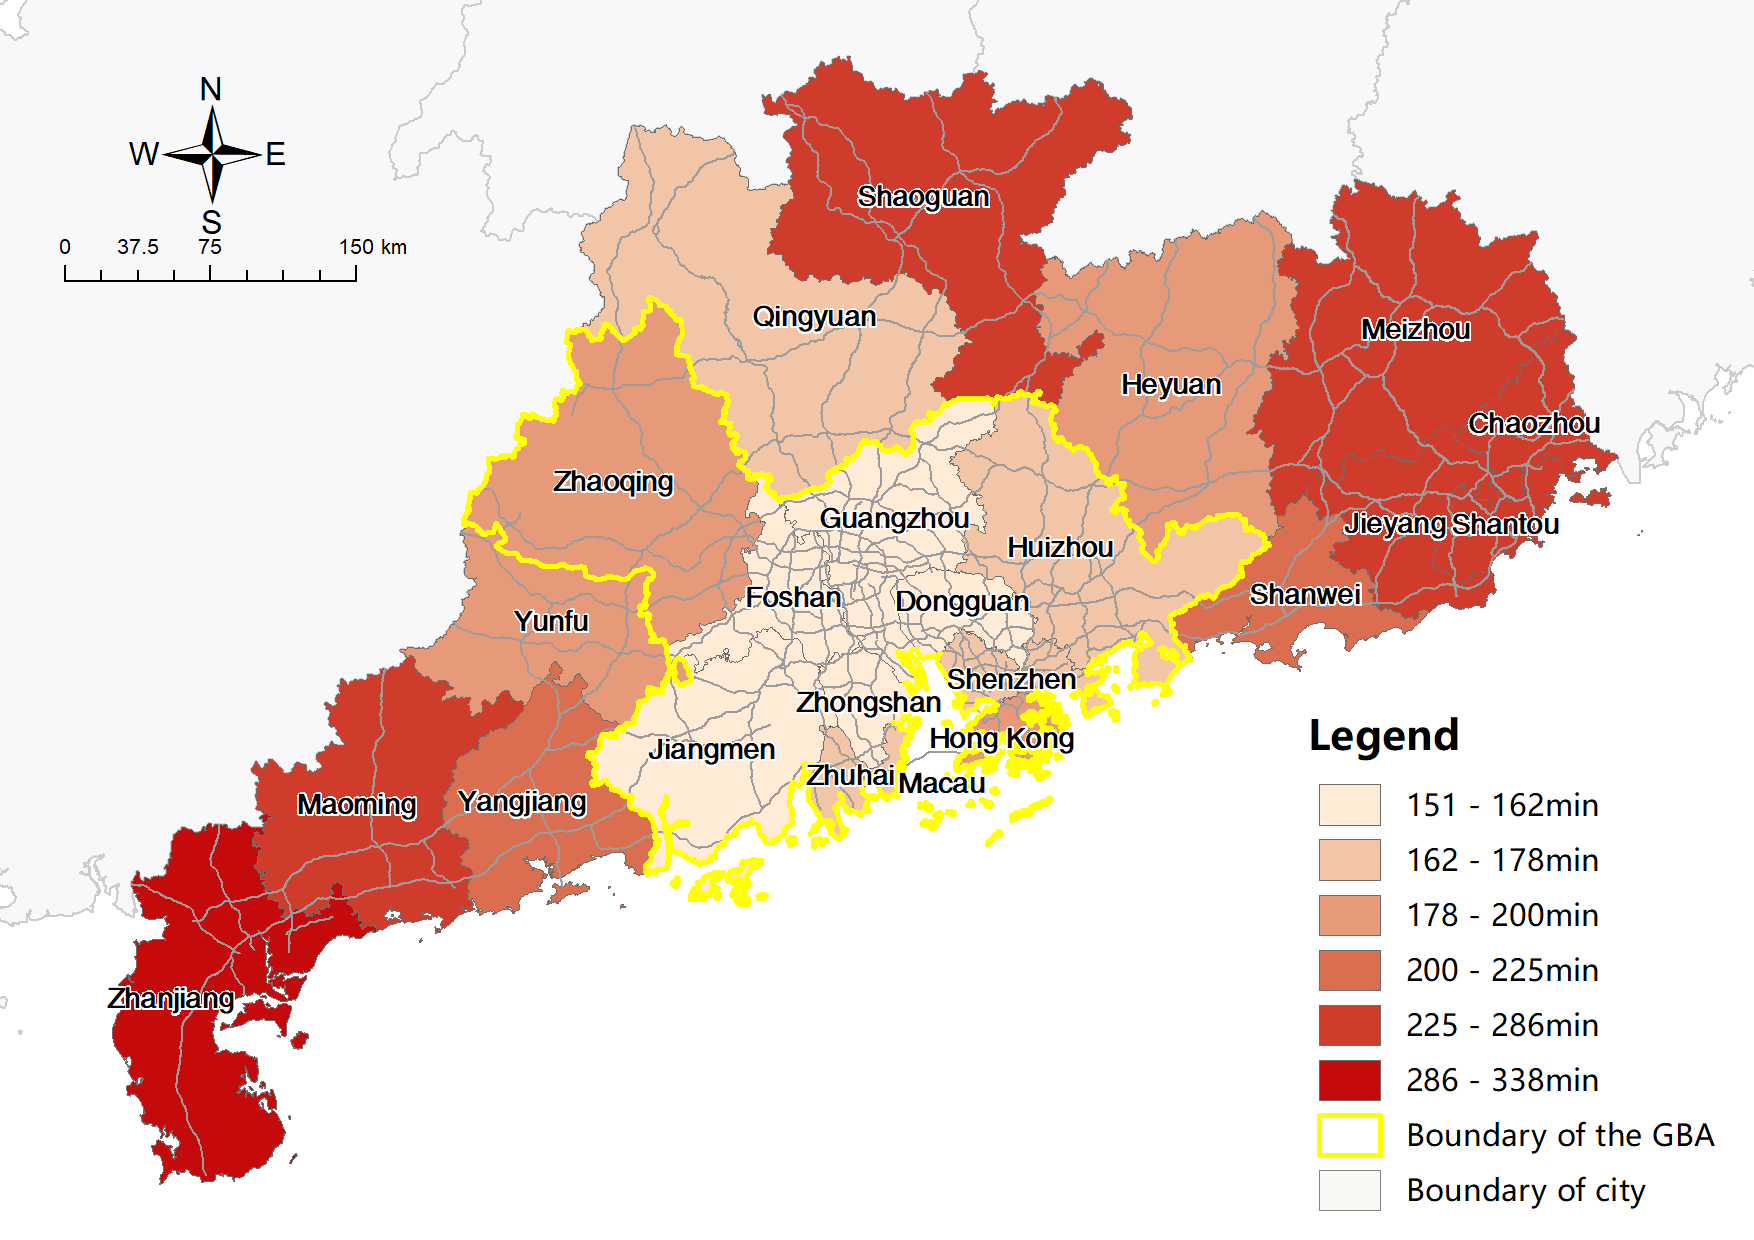 N
W E
S
0 37.5 75 150 km
Shaoguan
Qingyuan
Meizhou
Heyuan
Chaozhou
Zhaoqing
Guangzhou
Jieyang Shantou
Huizhou
Foshan
Dongguan
Shanwei
Yunfu
Shenzhen
Zhongshan
Hong Kong
Jiangmen
Zhuhai
Macau
Maoming
Yangjiang
Zhanjiang
Legend
151 - 162min
162 - 178min
178 - 200min
200 - 225min
225 - 286min
286 - 338min
Boundary of the GBA
Boundary of city